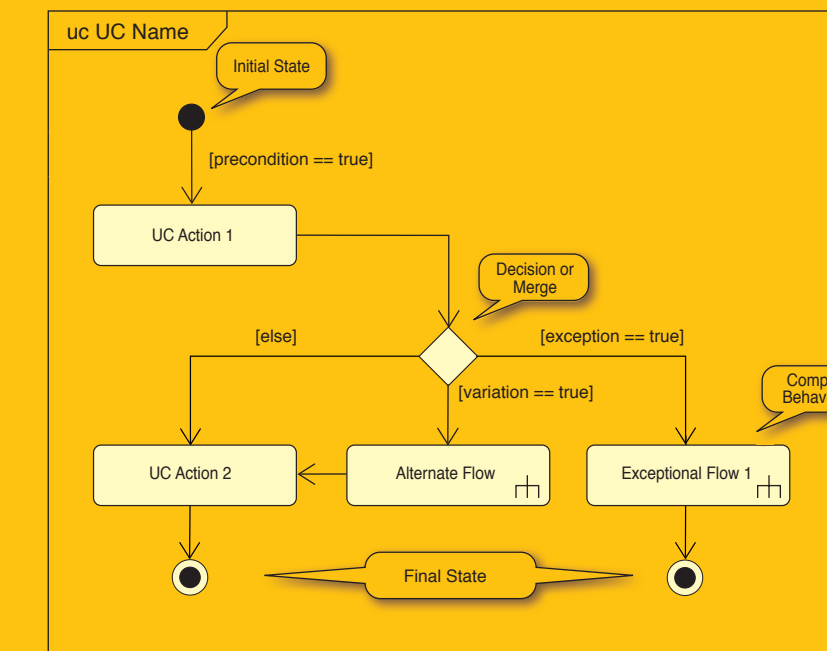 uc UC Name
Initial State
[precondition == true]
UC Action 1
Decision or
Merge
[else]
[exception == true]
[variation == true]
UC Action 2
Alternate Flow
Exceptional Flow 1
Final State